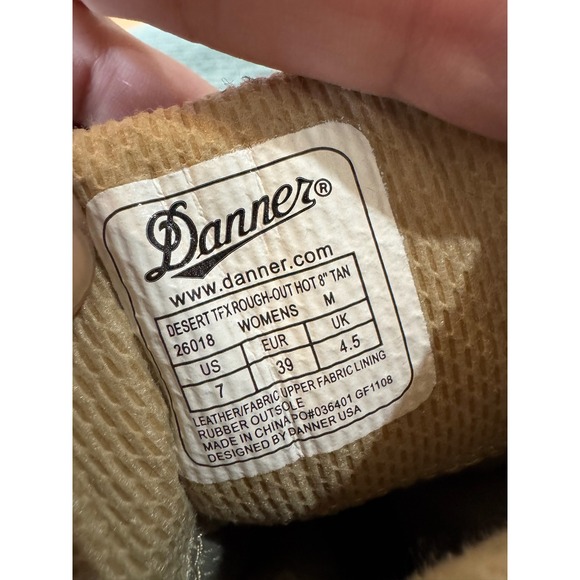 Danner®
www.danner.com
DESERT TFX ROUGH-OUT HOT 8" TAN
26018 WOMENS M
US EUR UK
7 39 4.5
LEATHER/FABRIC UPPER FABRIC LINING
RUBBER OUTSOLE
MADE IN CHINA PO#036401 GF1108
DESIGNED BY DANNER USA